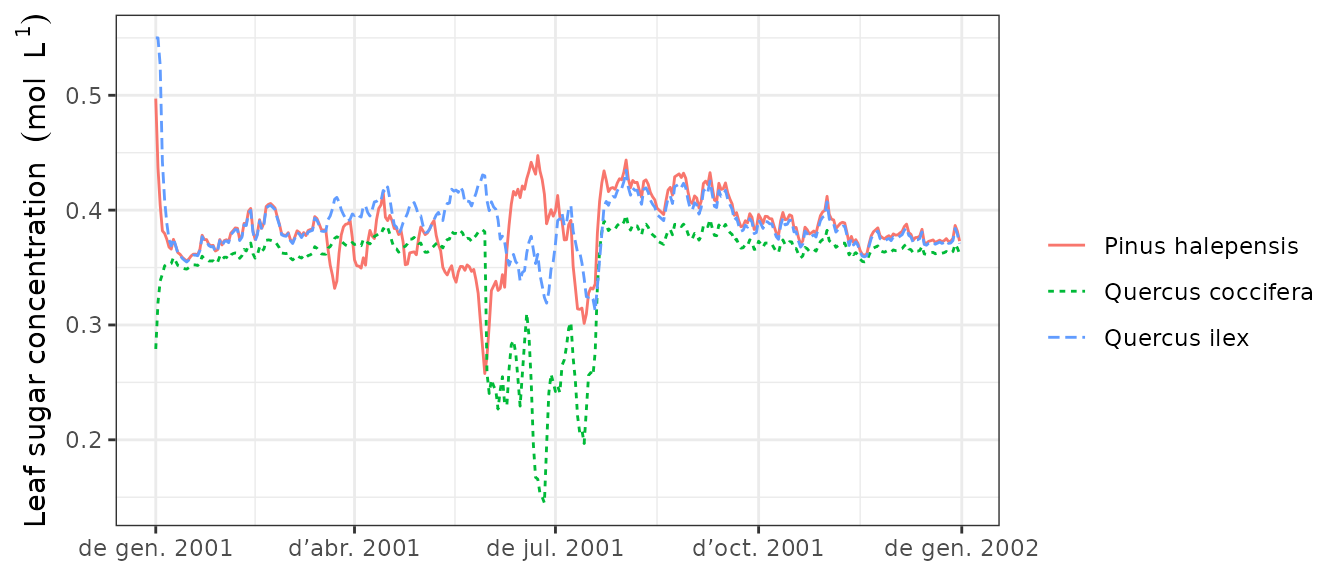 Leaf sugar concentration (mol L¹)
0.5
0.4
0.3
0.2
de gen. 2001
d’abr. 2001
de jul. 2001
d’oct. 2001
de gen. 2002
Pinus halepensis
Quercus coccifera
Quercus ilex